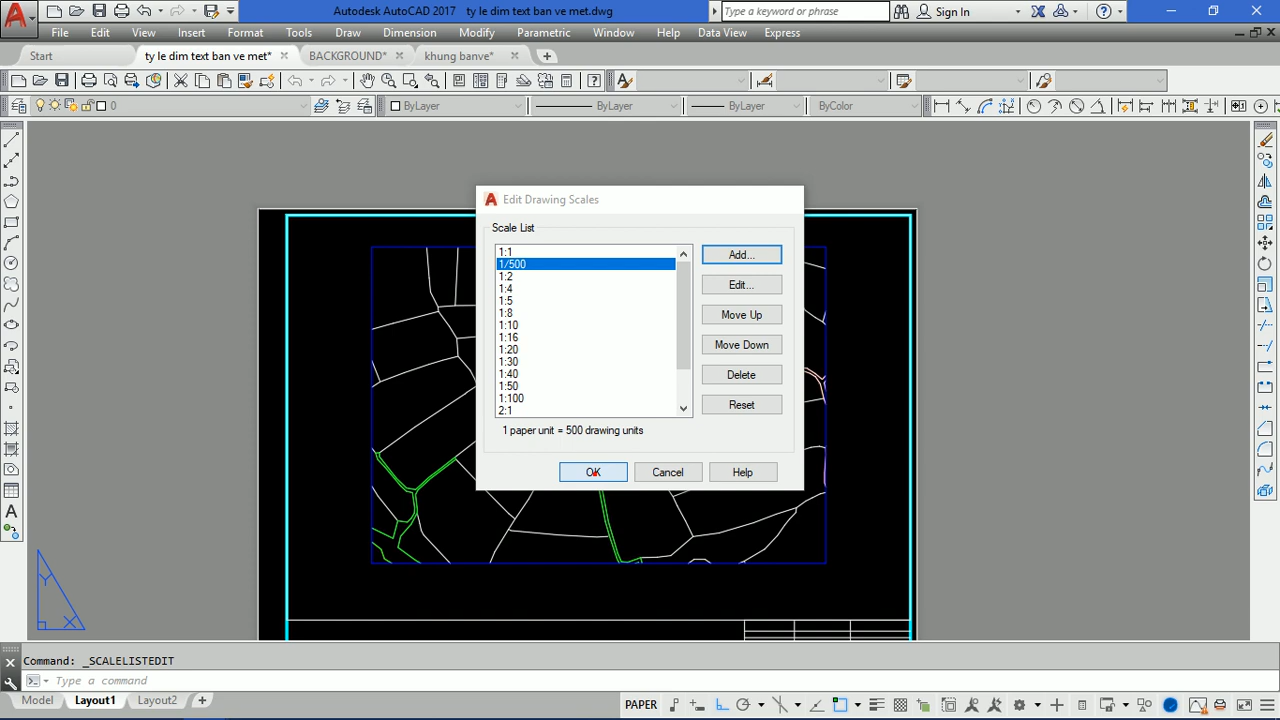 Autodesk AutoCAD 2017 ty le dim text ban ve met.dwg
Type a keyword or phrase
Sign In
File Edit View Insert Format Tools Draw Dimension Modify Parametric Window Help Data View Express
Start ty le dim text ban ve met* BACKGROUND* khung banve*
0 ByLayer ByLayer ByLayer ByColor
Edit Drawing Scales
Scale List
1:1
1/500
1:2
1:4
1:5
1:8
1:10
1:16
1:20
1:30
1:40
1:50
1:100
2:1
Add...
Edit...
Move Up
Move Down
Delete
Reset
1 paper unit = 500 drawing units
OK Cancel Help
Y
X
Command: _SCALELISTEDIT
Type a command
Model Layout1 Layout2 PAPER